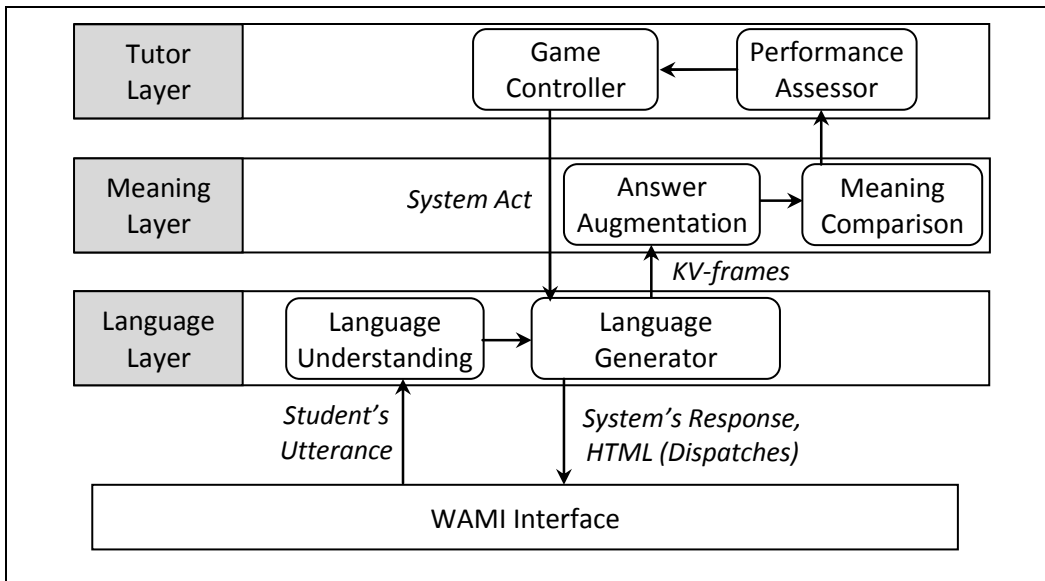 Tutor
Layer
Game
Controller
Performance
Assessor
Meaning
Layer
System Act
Answer
Augmentation
Meaning
Comparison
KV-frames
Language
Layer
Language
Understanding
Language
Generator
Student’s
Utterance
System’s Response,
HTML (Dispatches)
WAMI Interface